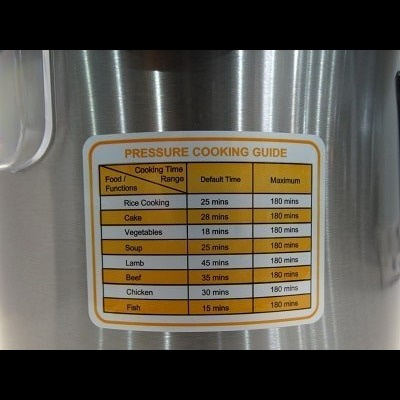 PRESSURE COOKING GUIDE
Cooking Time
Range
Food /
Functions
Default Time
Maximum
Rice Cooking 25 mins 180 mins
Cake 28 mins 180 mins
Vegetables 18 mins 180 mins
Soup 25 mins 180 mins
Lamb 45 mins 180 mins
Beef 35 mins 180 mins
Chicken 30 mins 180 mins
Fish 15 mins 180 mins